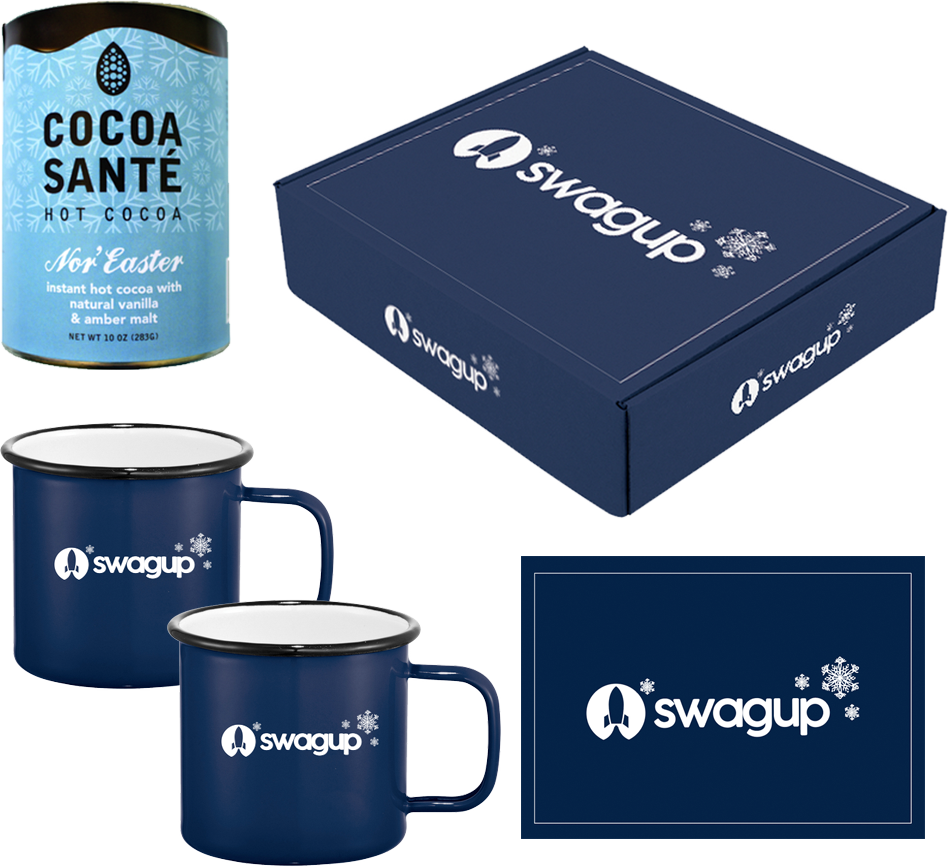 COCOA
SANTÉ
HOT COCOA
Nor'Easter
instant hot cocoa with
natural vanilla
& amber malt
NET WT 10 OZ (283G)
swagup
swagup
swagup
swagup
swagup
swagup